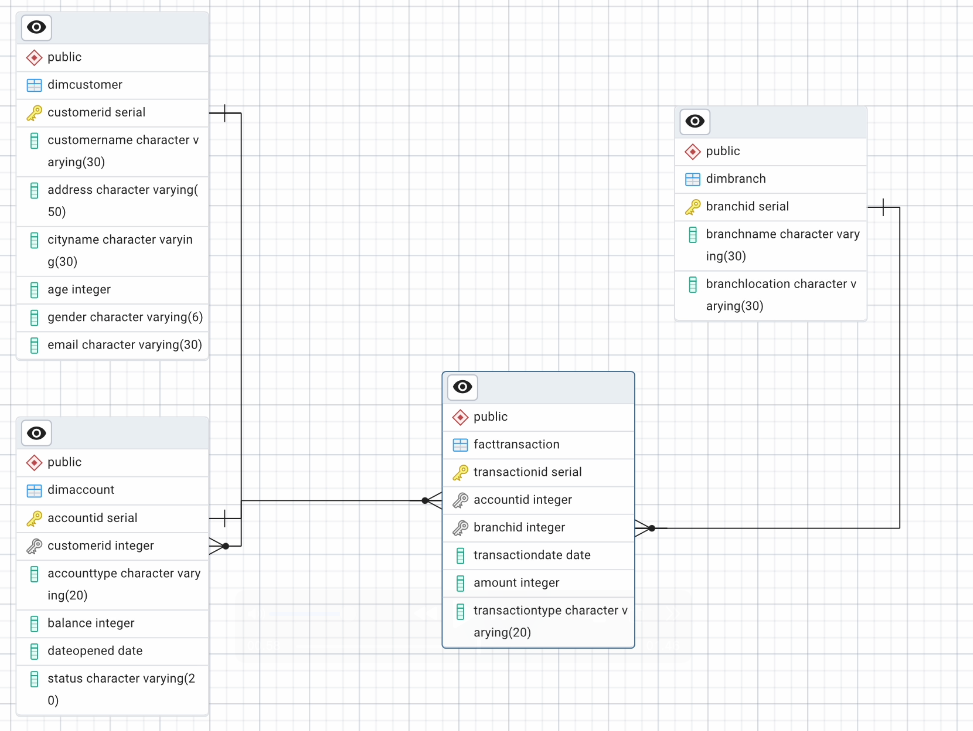 public
dimcustomer
customerid serial
customername character v
arying(30)
address character varying(
50)
cityname character varyin
g(30)
age integer
gender character varying(6)
email character varying(30)
public
dimaccount
accountid serial
customerid integer
accounttype character vary
ing(20)
balance integer
dateopened date
status character varying(2
0)
public
facttransaction
transactionid serial
accountid integer
branchid integer
transactiondate date
amount integer
transactiontype character v
arying(20)
public
dimbranch
branchid serial
branchname character vary
ing(30)
branchlocation character v
arying(30)